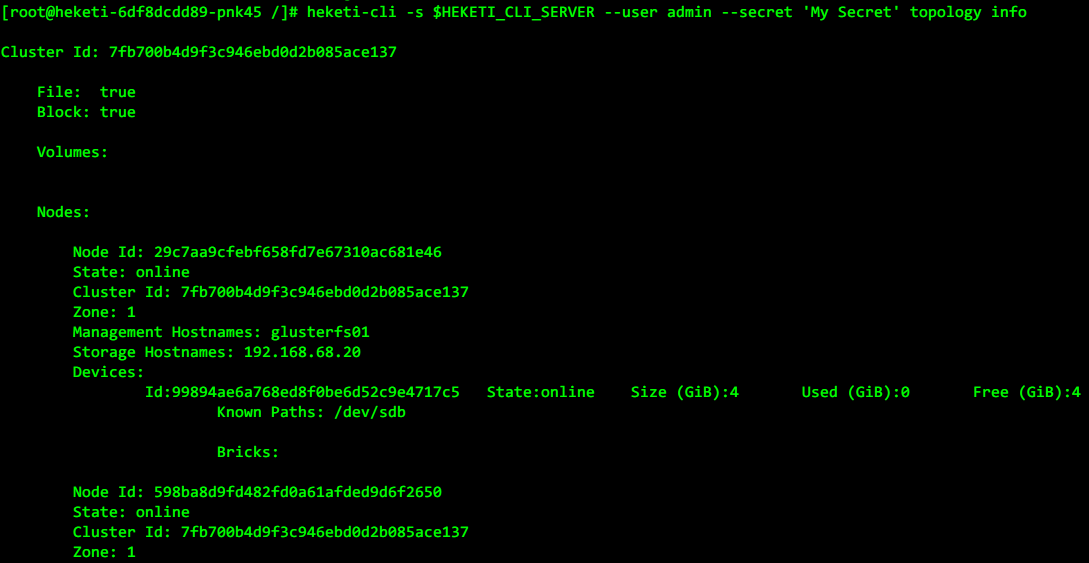 [root@heketi-6df8dcdd89-pnk45 /]# heketi-cli -s $HEKETI_CLI_SERVER --user admin --secret 'My Secret' topology info
Cluster Id: 7fb700b4d9f3c946ebd0d2b085ace137
File:  true
Block: true
Volumes:
Nodes:
Node Id: 29c7aa9cfebf658fd7e67310ac681e46
State: online
Cluster Id: 7fb700b4d9f3c946ebd0d2b085ace137
Zone: 1
Management Hostnames: glusterfs01
Storage Hostnames: 192.168.68.20
Devices:
Id:99894ae6a768ed8f0be6d52c9e4717c5   State:online    Size (GiB):4       Used (GiB):0       Free (GiB):4
Known Paths: /dev/sdb
Bricks:
Node Id: 598ba8d9fd482fd0a61afded9d6f2650
State: online
Cluster Id: 7fb700b4d9f3c946ebd0d2b085ace137
Zone: 1